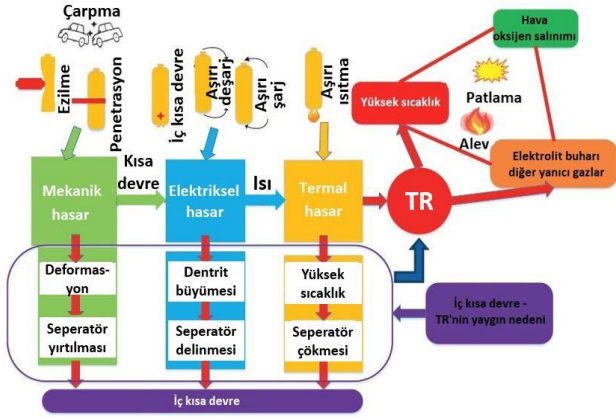 Çarpma
Ezilme
Penetrasyon
İç kısa devre
Aşırı
deşarj
Aşırı
şarj
Aşırı
ısıtma
Hava
oksijen salınımı
Yüksek sıcaklık
Patlama
Alev
Elektrolit buharı
diğer yanıcı gazlar
Mekanik
hasar
Kısa
devre
Elektriksel
hasar
Isı
Termal
hasar
TR
Deformas-
yon
Seperatör
yırtılması
Dentrit
büyümesi
Seperatör
delinmesi
Yüksek
sıcaklık
Seperatör
çökmesi
İç kısa devre -
TR'nin yaygın nedeni
İç kısa devre